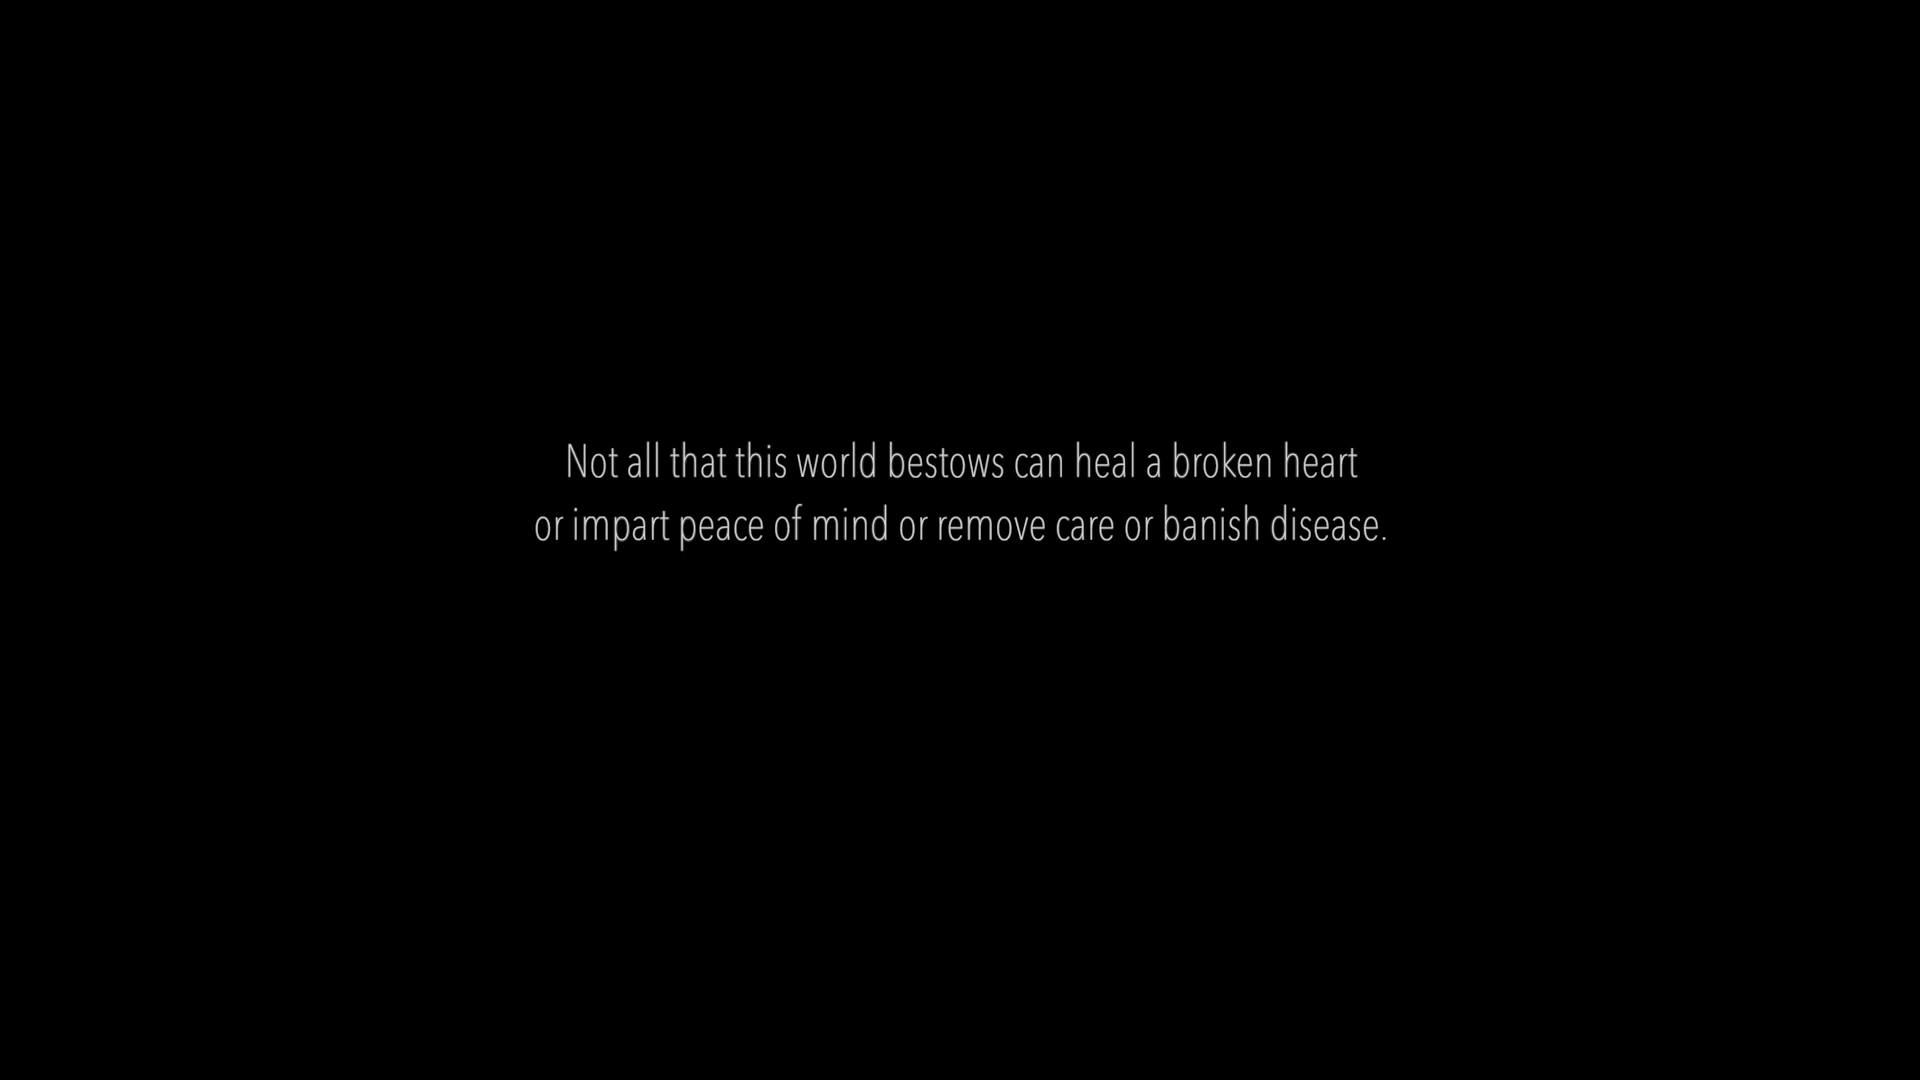 Not all that this world bestows can heal a broken heart
or impart peace of mind or remove care or banish disease.